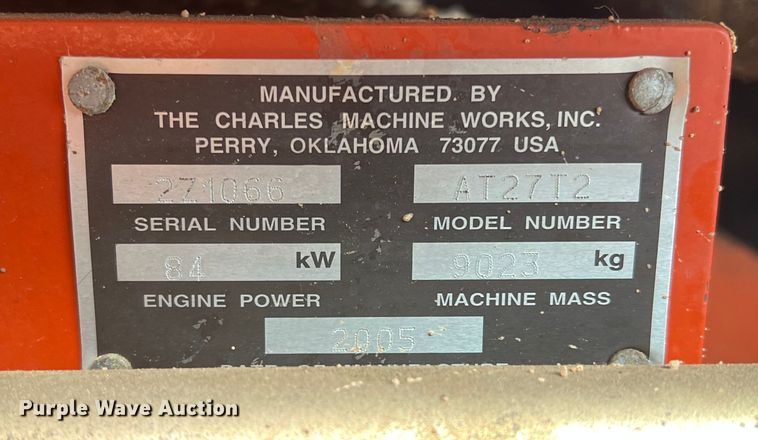 MANUFACTURED BY
THE CHARLES MACHINE WORKS, INC.
PERRY, OKLAHOMA 73077 USA
2Z1066 AT27T2
SERIAL NUMBER MODEL NUMBER
84 kW 9023 kg
ENGINE POWER MACHINE MASS
2005
Purple Wave Auction